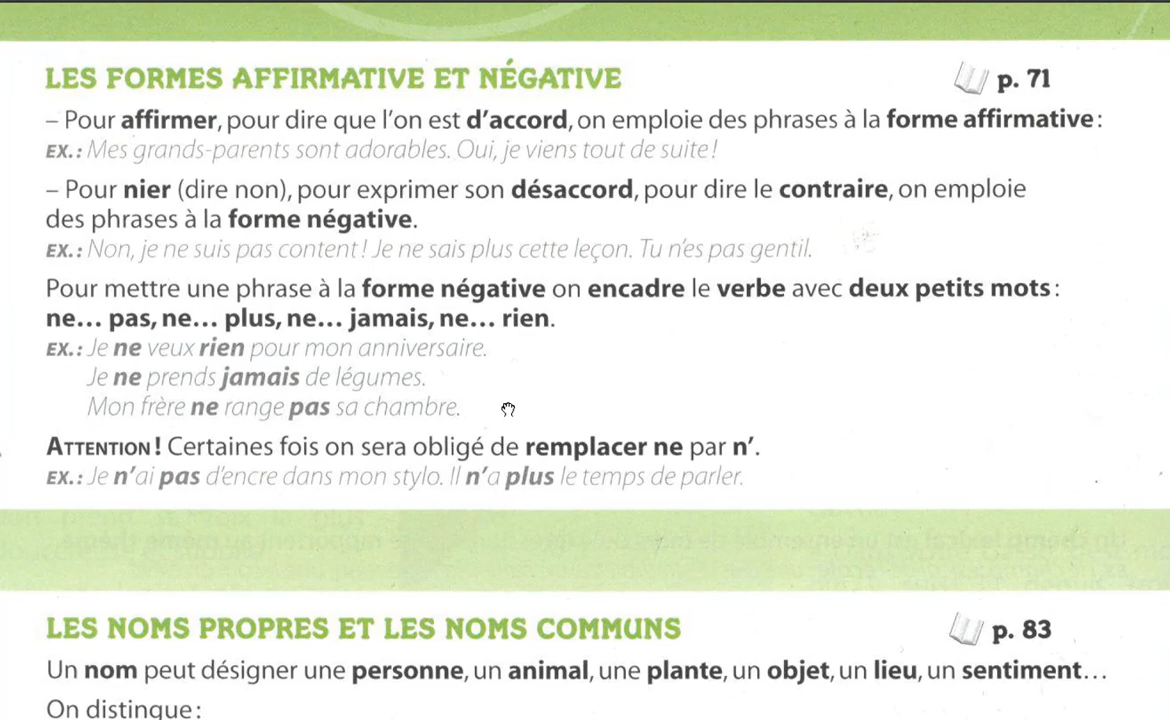 LES FORMES AFFIRMATIVE ET NÉGATIVE
p. 71
– Pour affirmer, pour dire que l'on est d'accord, on emploie des phrases à la forme affirmative :
EX. : Mes grands-parents sont adorables. Oui, je viens tout de suite !
– Pour nier (dire non), pour exprimer son désaccord, pour dire le contraire, on emploie
des phrases à la forme négative.
EX. : Non, je ne suis pas content ! Je ne sais plus cette leçon. Tu n'es pas gentil.
Pour mettre une phrase à la forme négative on encadre le verbe avec deux petits mots :
ne... pas, ne... plus, ne... jamais, ne... rien.
EX. : Je ne veux rien pour mon anniversaire.
Je ne prends jamais de légumes.
Mon frère ne range pas sa chambre.
ATTENTION ! Certaines fois on sera obligé de remplacer ne par n'.
EX. : Je n'ai pas d'encre dans mon stylo. Il n'a plus le temps de parler.
LES NOMS PROPRES ET LES NOMS COMMUNS
p. 83
Un nom peut désigner une personne, un animal, une plante, un objet, un lieu, un sentiment...
On distingue :